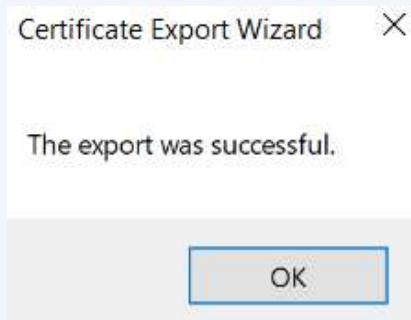 Certificate Export Wizard
The export was successful.
OK